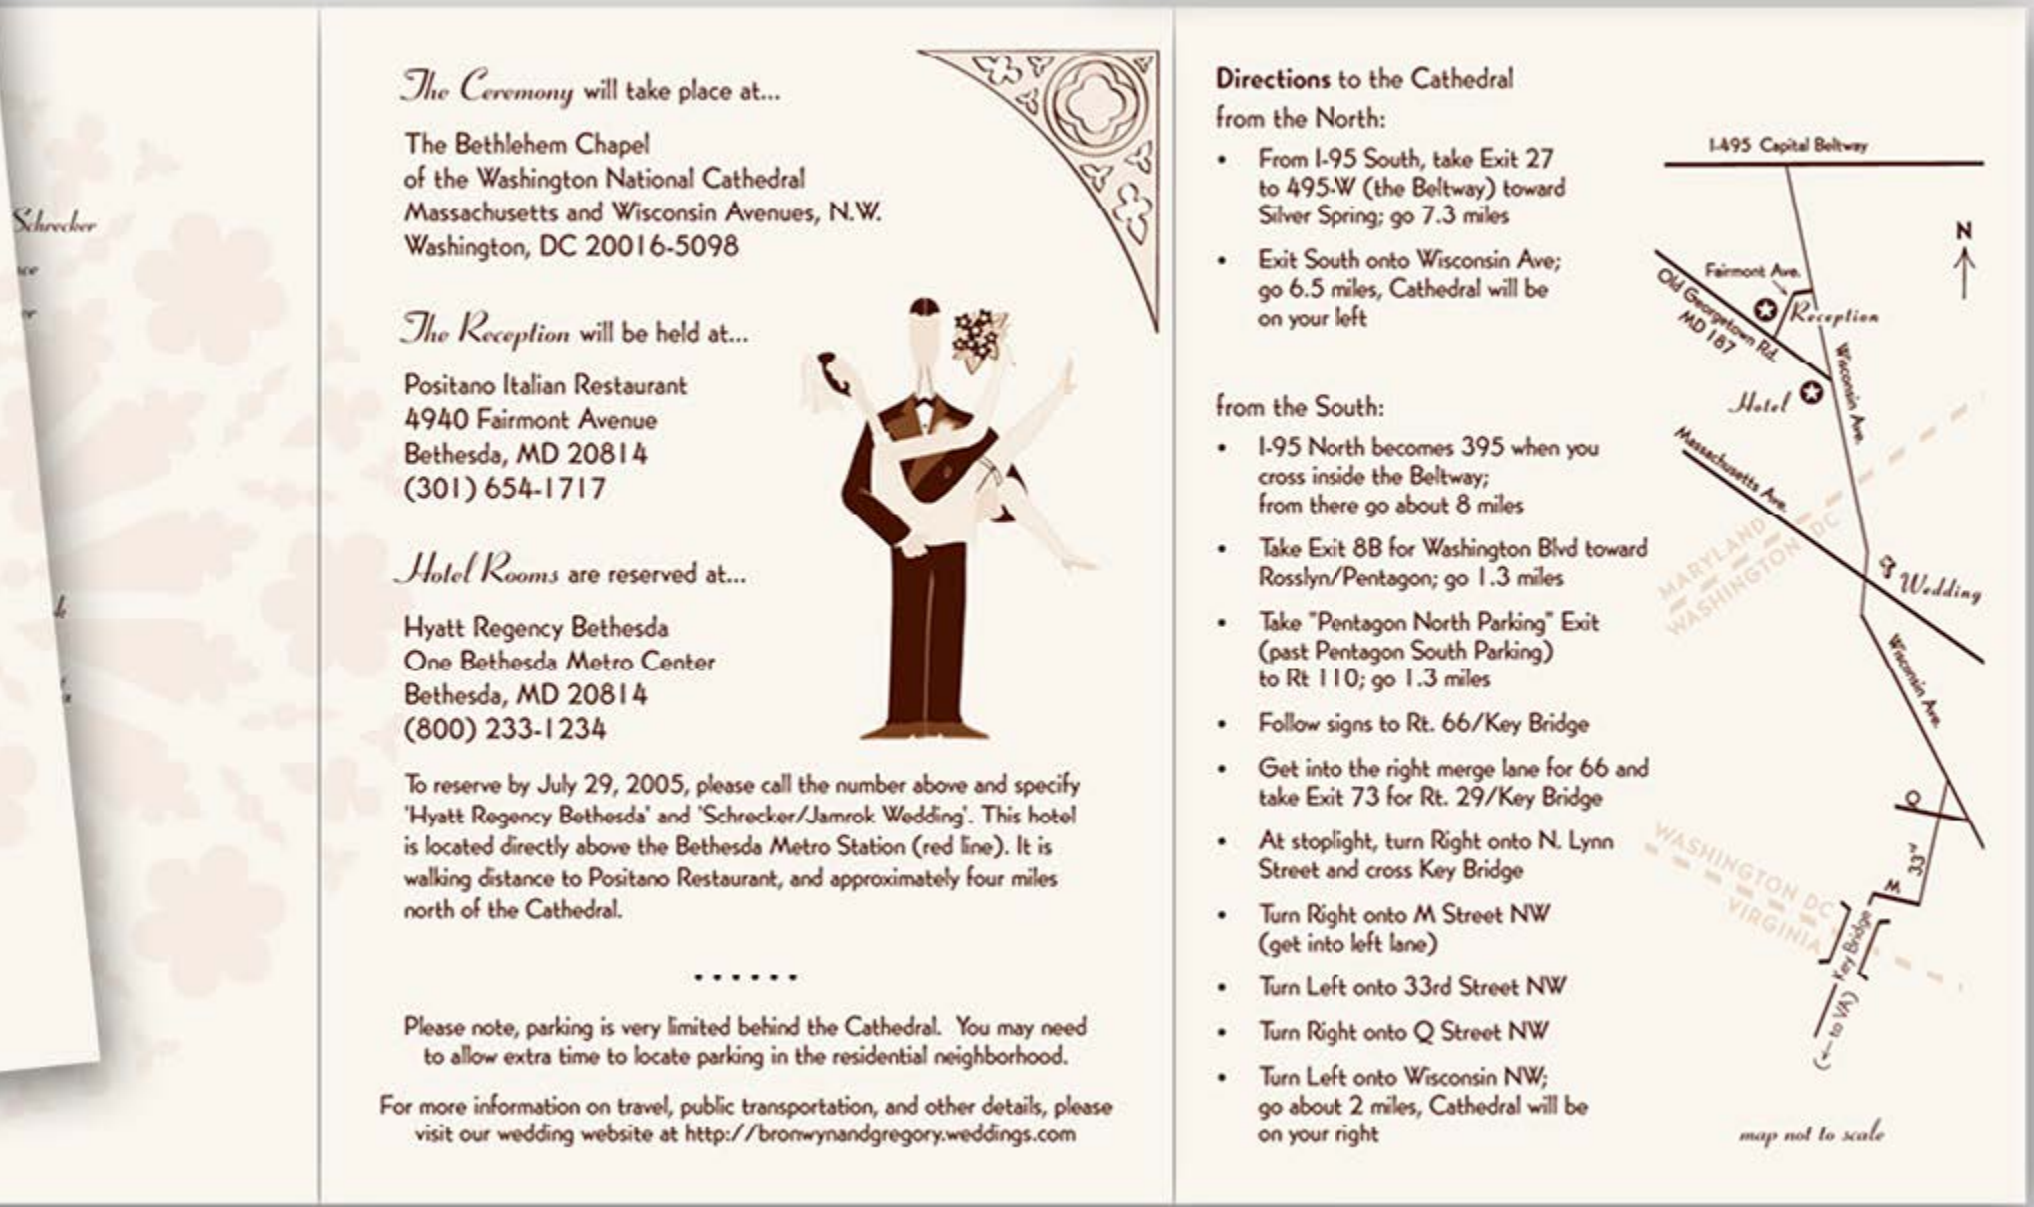 Schrecker
The Ceremony will take place at...
The Bethlehem Chapel
of the Washington National Cathedral
Massachusetts and Wisconsin Avenues, N.W.
Washington, DC 20016-5098
The Reception will be held at...
Positano Italian Restaurant
4940 Fairmont Avenue
Bethesda, MD 20814
(301) 654-1717
Hotel Rooms are reserved at...
Hyatt Regency Bethesda
One Bethesda Metro Center
Bethesda, MD 20814
(800) 233-1234
To reserve by July 29, 2005, please call the number above and specify
'Hyatt Regency Bethesda' and 'Schrecker/Jamrok Wedding'. This hotel
is located directly above the Bethesda Metro Station (red line). It is
walking distance to Positano Restaurant, and approximately four miles
north of the Cathedral.
Please note, parking is very limited behind the Cathedral. You may need
to allow extra time to locate parking in the residential neighborhood.
For more information on travel, public transportation, and other details, please
visit our wedding website at http://bronwynandgregory.weddings.com
Directions to the Cathedral
from the North:
• From I-95 South, take Exit 27
to 495-W (the Beltway) toward
Silver Spring; go 7.3 miles
• Exit South onto Wisconsin Ave;
go 6.5 miles, Cathedral will be
on your left
from the South:
• I-95 North becomes 395 when you
cross inside the Beltway;
from there go about 8 miles
• Take Exit 8B for Washington Blvd toward
Rosslyn/Pentagon; go 1.3 miles
• Take "Pentagon North Parking" Exit
(past Pentagon South Parking)
to Rt 110; go 1.3 miles
• Follow signs to Rt. 66/Key Bridge
• Get into the right merge lane for 66 and
take Exit 73 for Rt. 29/Key Bridge
• At stoplight, turn Right onto N. Lynn
Street and cross Key Bridge
• Turn Right onto M Street NW
(get into left lane)
• Turn Left onto 33rd Street NW
• Turn Right onto Q Street NW
• Turn Left onto Wisconsin NW;
go about 2 miles, Cathedral will be
on your right
I-495 Capital Beltway
N
Fairmont Ave.
Reception
Old Georgetown Rd.
MD 187
Hotel
Wisconsin Ave.
Massachusetts Ave.
MARYLAND
WASHINGTON DC
Wedding
Wisconsin Ave.
Q
33rd
M
WASHINGTON DC
VIRGINIA
Key Bridge
(← to VA)
map not to scale